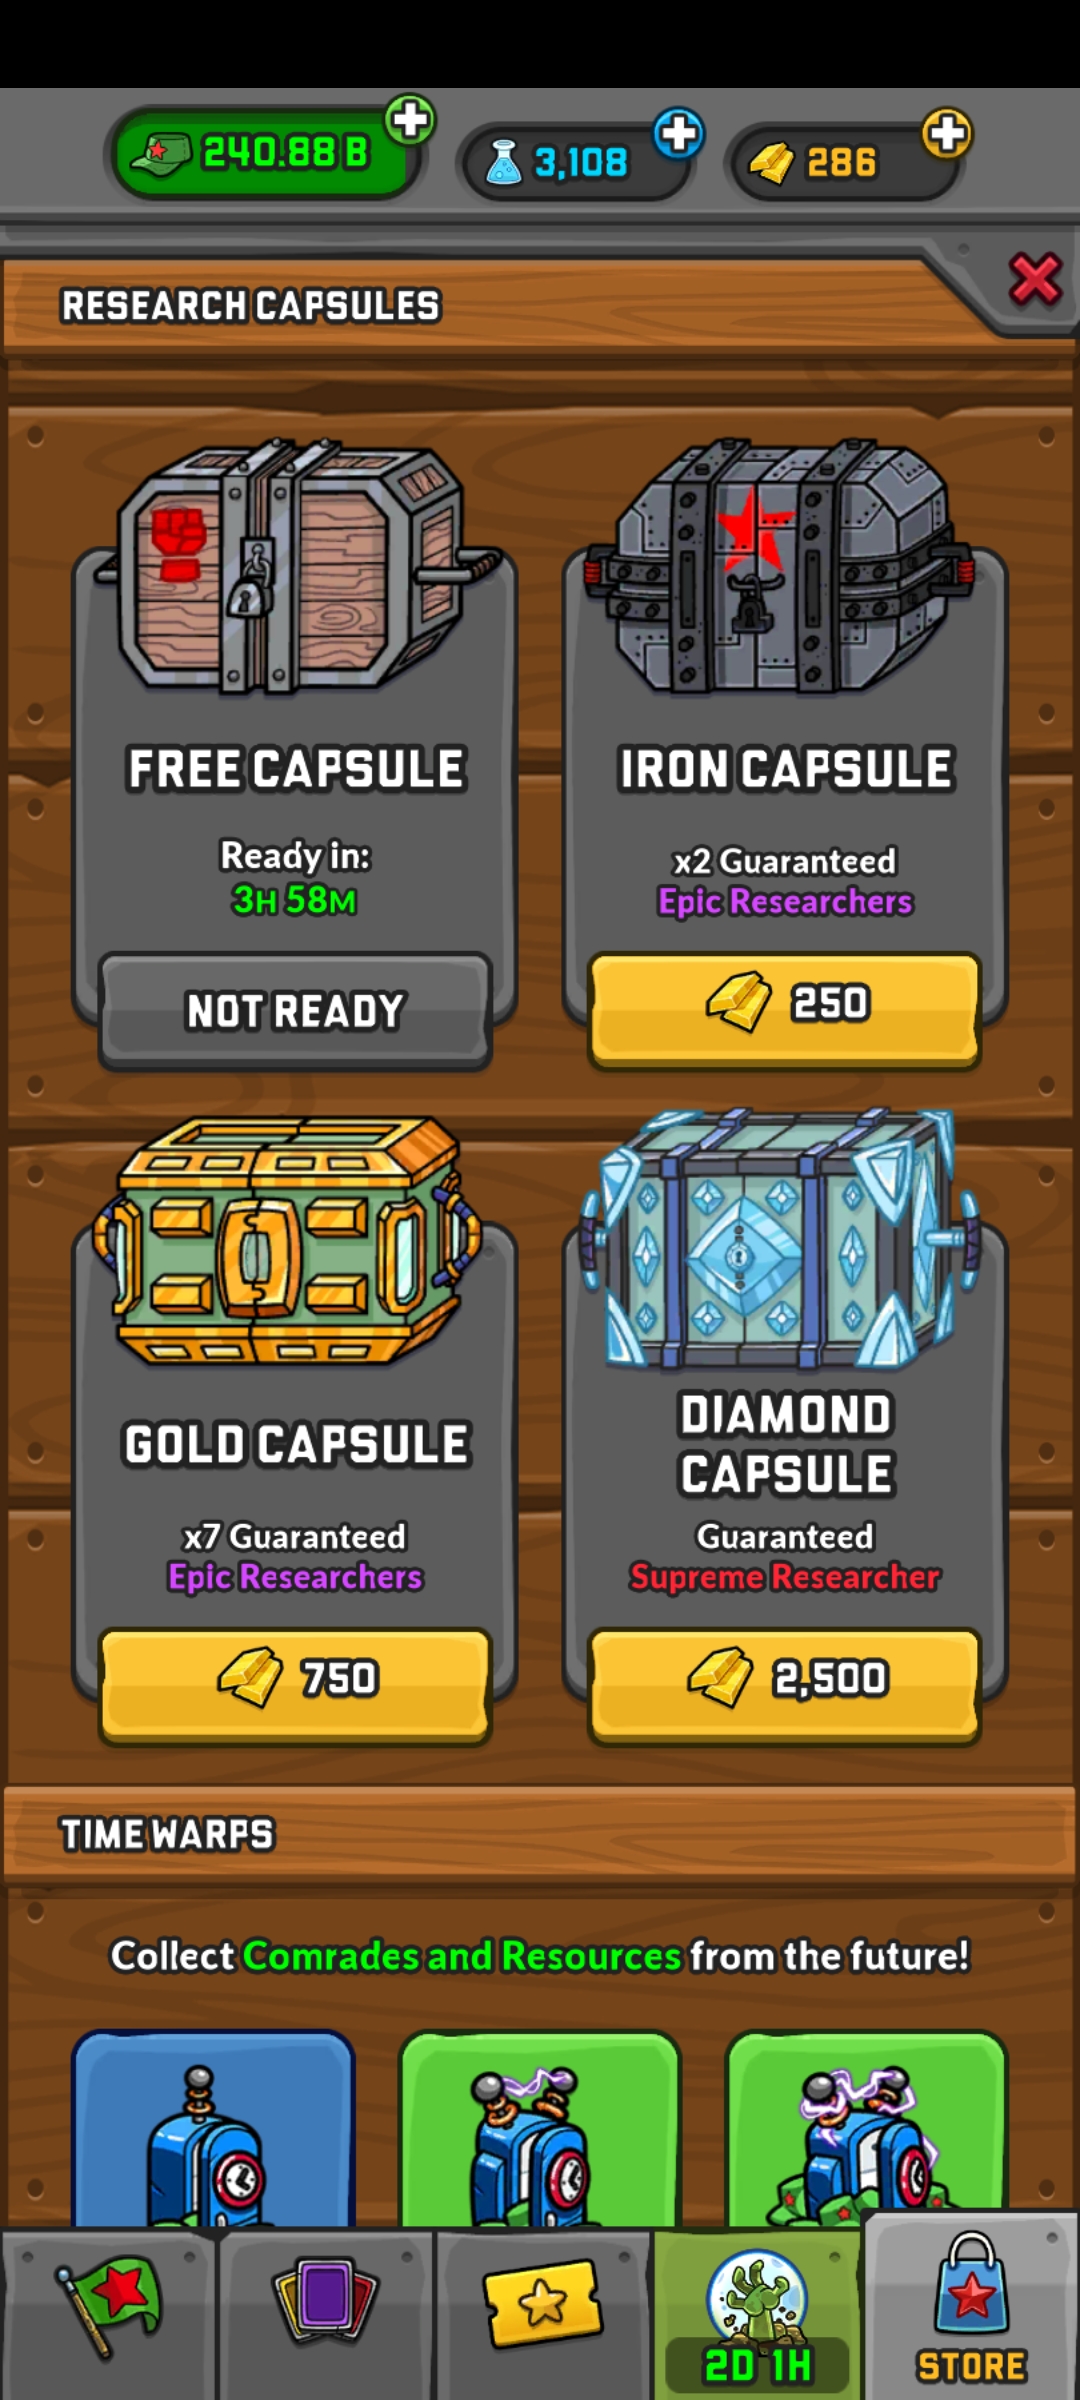 240.88 B
3,108
286
RESEARCH CAPSULES
FREE CAPSULE
Ready in:
3H 58M
NOT READY
IRON CAPSULE
x2 Guaranteed
Epic Researchers
250
GOLD CAPSULE
x7 Guaranteed
Epic Researchers
750
DIAMOND
CAPSULE
Guaranteed
Supreme Researcher
2,500
TIME WARPS
Collect Comrades and Resources from the future!
2D 1H
STORE